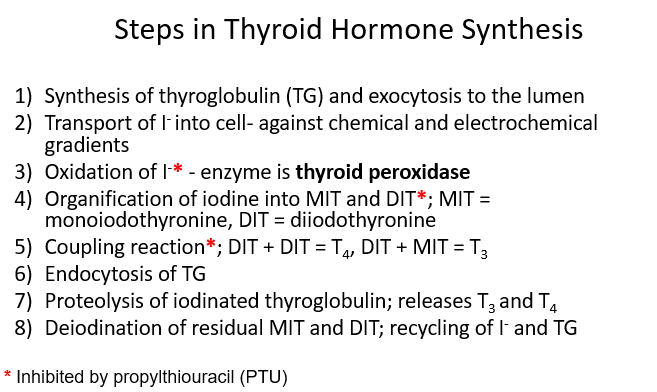 Steps in Thyroid Hormone Synthesis
1) Synthesis of thyroglobulin (TG) and exocytosis to the lumen
2) Transport of I⁻ into cell- against chemical and electrochemical
gradients
3) Oxidation of I⁻* - enzyme is thyroid peroxidase
4) Organification of iodine into MIT and DIT*; MIT =
monoiodothyronine, DIT = diiodothyronine
5) Coupling reaction*; DIT + DIT = T₄, DIT + MIT = T₃
6) Endocytosis of TG
7) Proteolysis of iodinated thyroglobulin; releases T₃ and T₄
8) Deiodination of residual MIT and DIT; recycling of I⁻ and TG
* Inhibited by propylthiouracil (PTU)